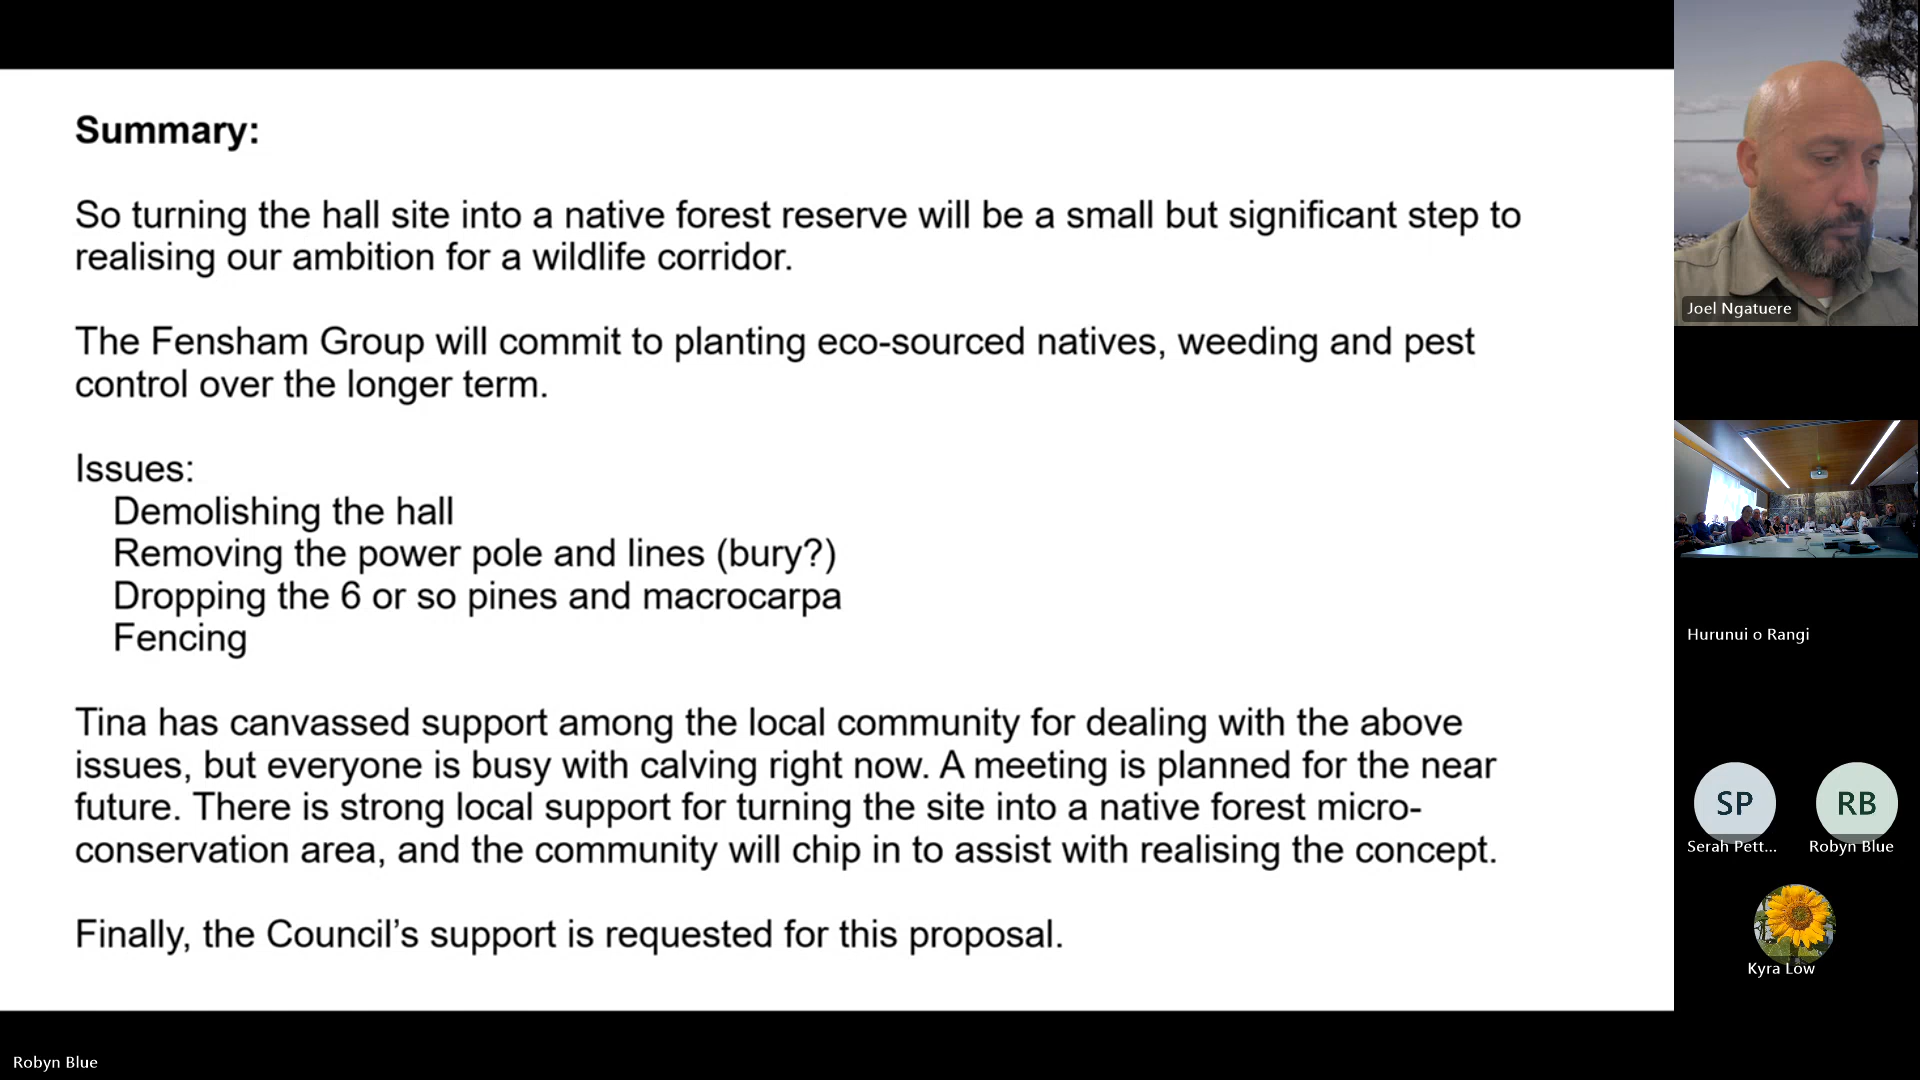 Summary:
So turning the hall site into a native forest reserve will be a small but significant step to
realising our ambition for a wildlife corridor.
The Fensham Group will commit to planting eco-sourced natives, weeding and pest
control over the longer term.
Issues:
Demolishing the hall
Removing the power pole and lines (bury?)
Dropping the 6 or so pines and macrocarpa
Fencing
Tina has canvassed support among the local community for dealing with the above
issues, but everyone is busy with calving right now. A meeting is planned for the near
future. There is strong local support for turning the site into a native forest micro-
conservation area, and the community will chip in to assist with realising the concept.
Finally, the Council's support is requested for this proposal.
Robyn Blue
Joel Ngatuere
Hurunui o Rangi
SP
Serah Pett...
RB
Robyn Blue
Kyra Low